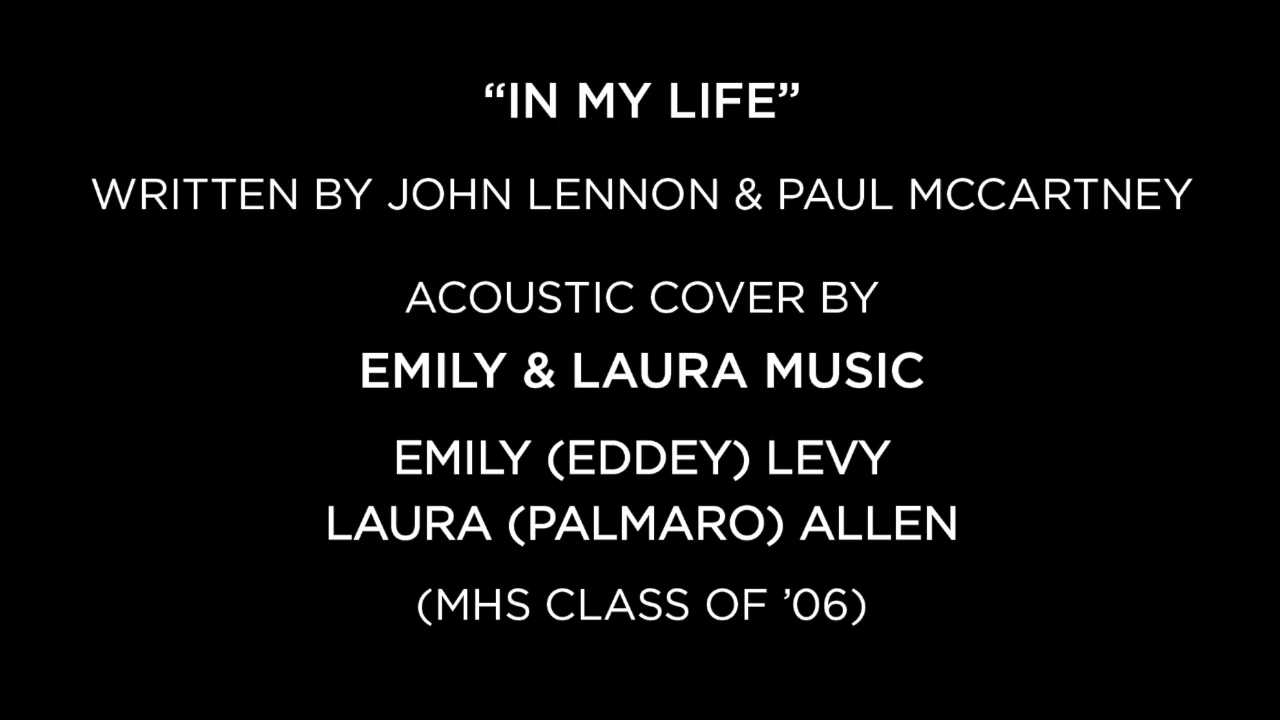 “IN MY LIFE”
WRITTEN BY JOHN LENNON & PAUL MCCARTNEY
ACOUSTIC COVER BY
EMILY & LAURA MUSIC
EMILY (EDDEY) LEVY
LAURA (PALMARO) ALLEN
(MHS CLASS OF ’06)